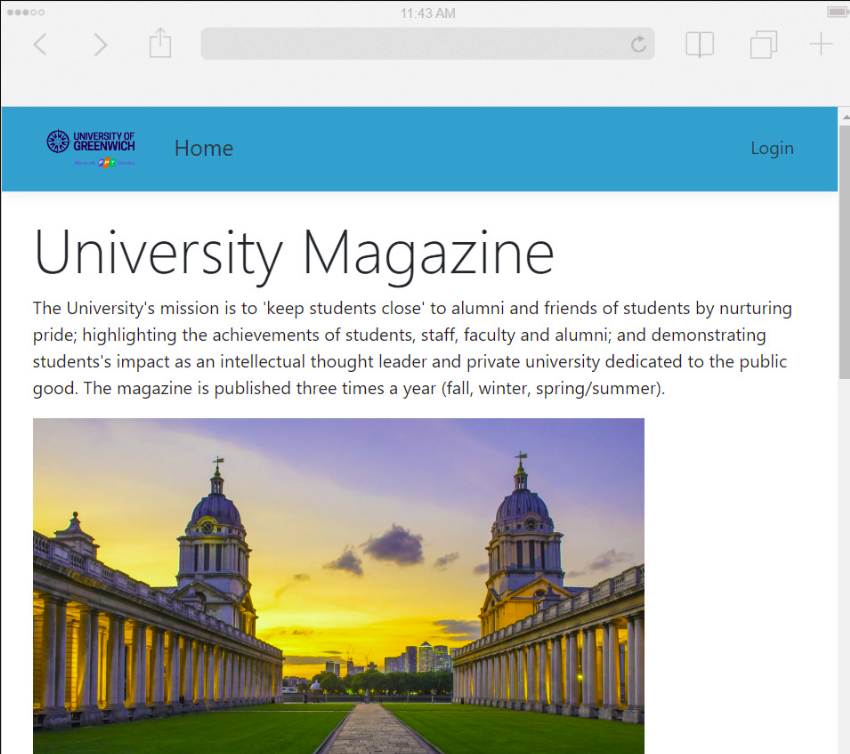 11:43 AM
UNIVERSITY OF
GREENWICH
Home
Login
University Magazine
The University's mission is to 'keep students close' to alumni and friends of students by nurturing
pride; highlighting the achievements of students, staff, faculty and alumni; and demonstrating
students's impact as an intellectual thought leader and private university dedicated to the public
good. The magazine is published three times a year (fall, winter, spring/summer).